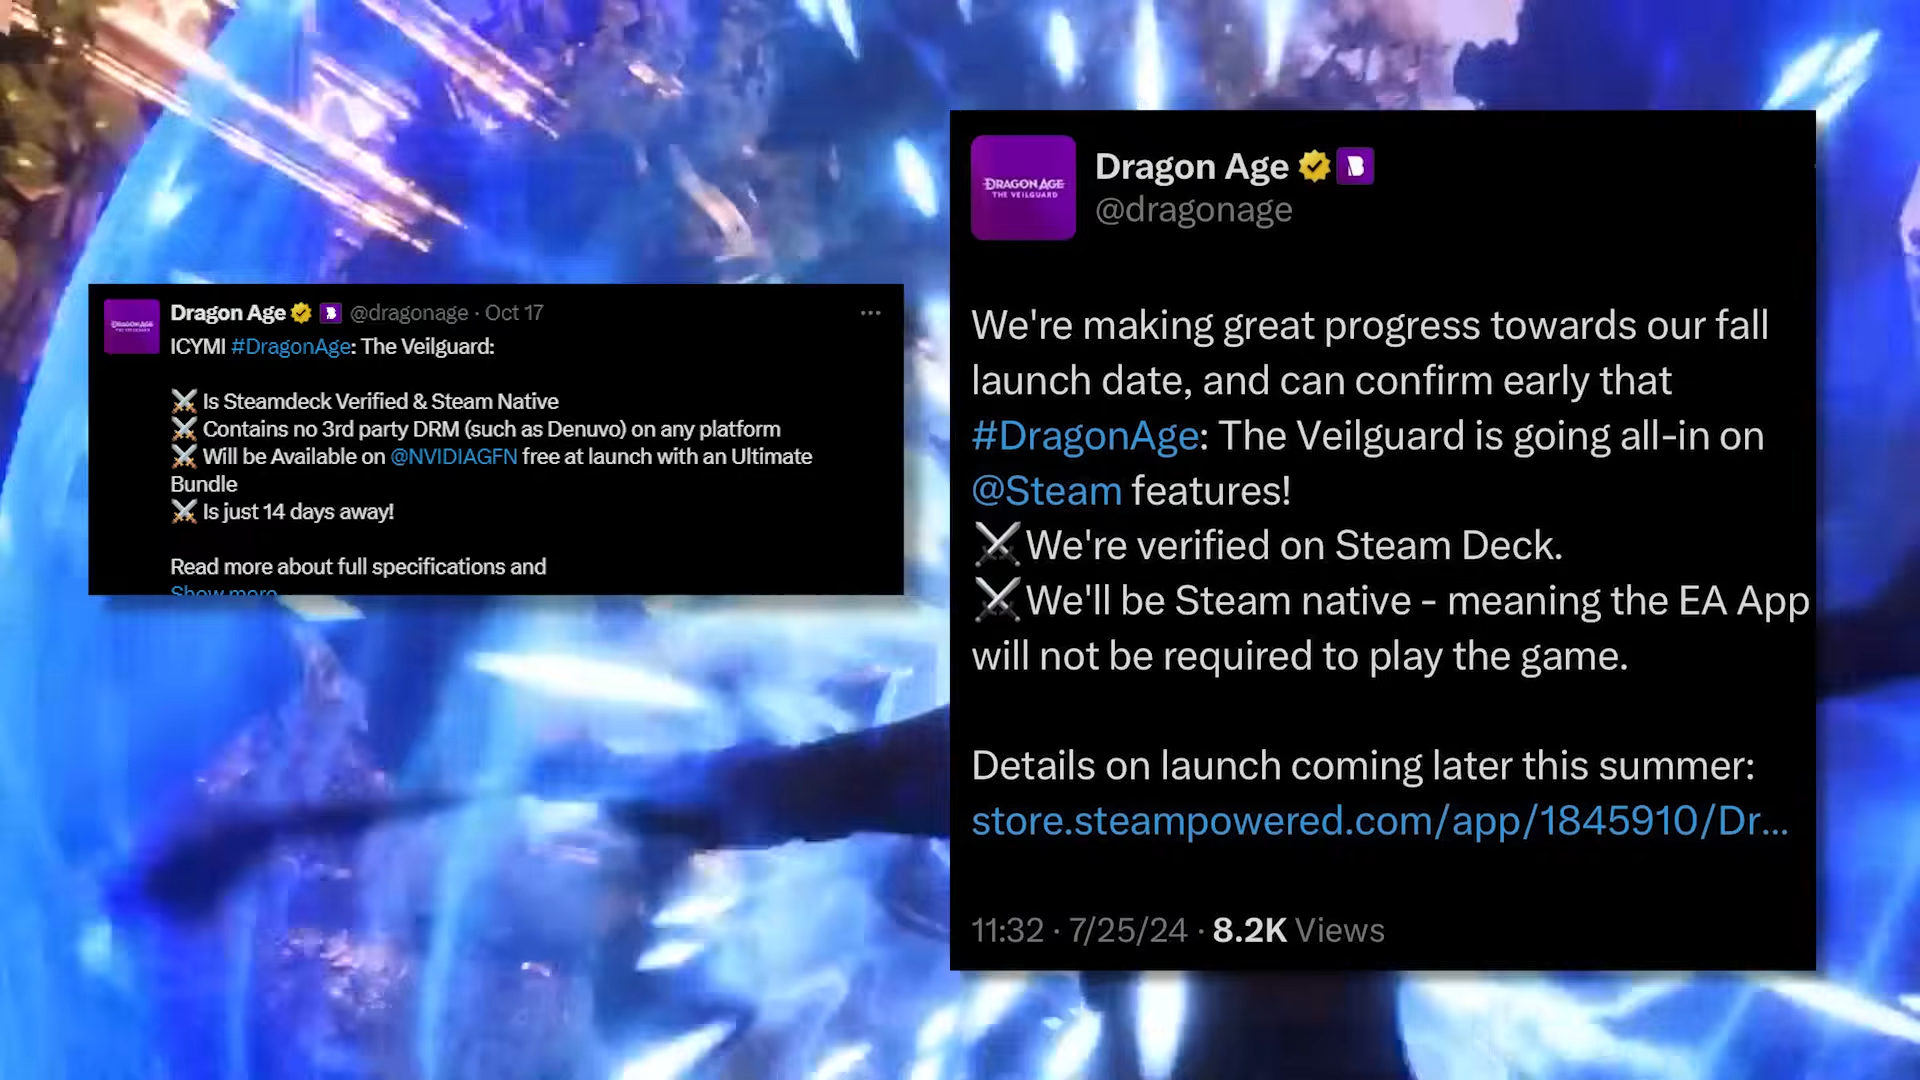 Dragon Age @dragonage · Oct 17
ICYMI #DragonAge: The Veilguard:
⚔️ Is Steamdeck Verified & Steam Native
⚔️ Contains no 3rd party DRM (such as Denuvo) on any platform
⚔️ Will be Available on @NVIDIAGFN free at launch with an Ultimate
Bundle
⚔️ Is just 14 days away!
Read more about full specifications and
Show more
DRAGON AGE
THE VEILGUARD
Dragon Age
@dragonage
We're making great progress towards our fall
launch date, and can confirm early that
#DragonAge: The Veilguard is going all-in on
@Steam features!
⚔️We're verified on Steam Deck.
⚔️We'll be Steam native - meaning the EA App
will not be required to play the game.
Details on launch coming later this summer:
store.steampowered.com/app/1845910/Dr...
11:32 · 7/25/24 · 8.2K Views